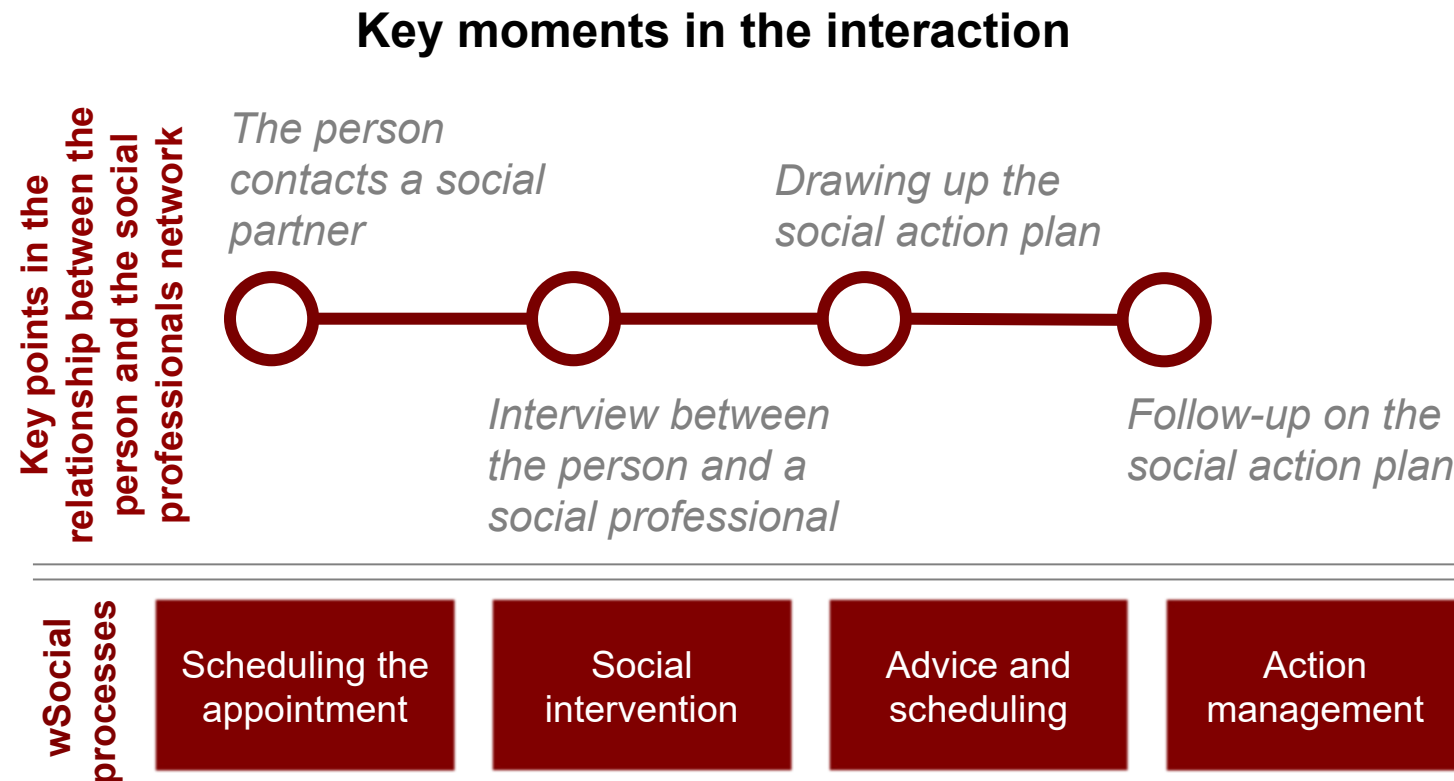 Key moments in the interaction
Key points in the
relationship between the
person and the social
professionals network
The person
contacts a social
partner
Drawing up the
social action plan
Interview between
the person and a
social professional
Follow-up on the
social action plan
wSocial
processes
Scheduling the
appointment
Social
intervention
Advice and
scheduling
Action
management